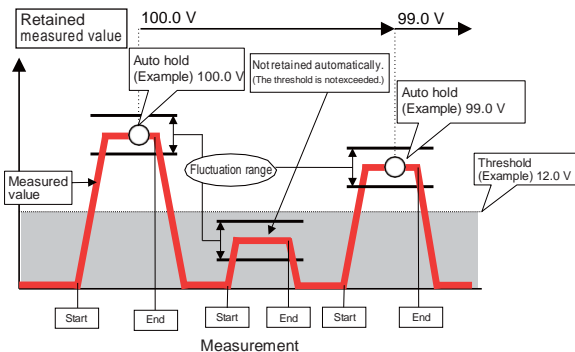 Retained
measured value
100.0 V
99.0 V
Auto hold
(Example) 100.0 V
Not retained automatically.
(The threshold is notexceeded.)
Auto hold
(Example) 99.0 V
Fluctuation range
Threshold
(Example) 12.0 V
Measured
value
Start
End
Start
End
Start
End
Measurement